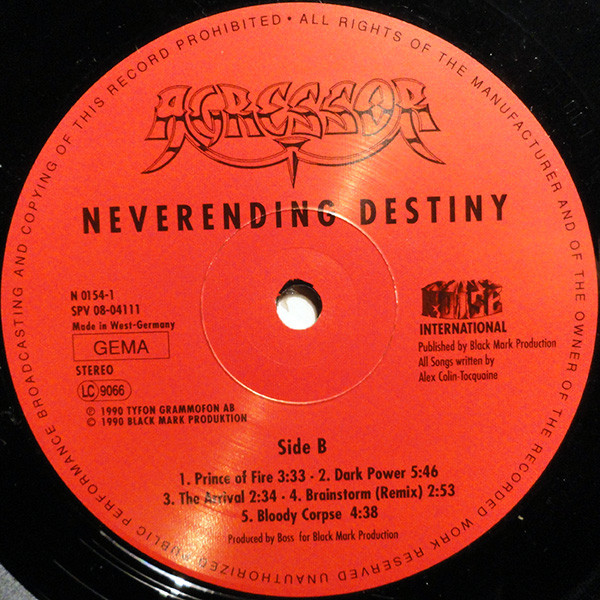 ALL RIGHTS OF THE MANUFACTURER AND OF THE OWNER OF THE RECORDED WORK RESERVED UNAUTHORIZED PUBLIC PERFORMANCE BROADCASTING AND COPYING OF THIS RECORD PROHIBITED •
AGRESSOR
NEVERENDING DESTINY
N 0154-1
SPV 08-04111
Made in West-Germany
GEMA
STEREO
LC 9066
℗ 1990 TYFON GRAMMOFON AB
© 1990 BLACK MARK PRODUKTION
NOISE
INTERNATIONAL
Published by Black Mark Production
All Songs written by
Alex Colin-Tocquaine
Side B
1. Prince of Fire 3:33 - 2. Dark Power 5:46
3. The Arrival 2:34 - 4. Brainstorm (Remix) 2:53
5. Bloody Corpse 4:38
Produced by Boss for Black Mark Production